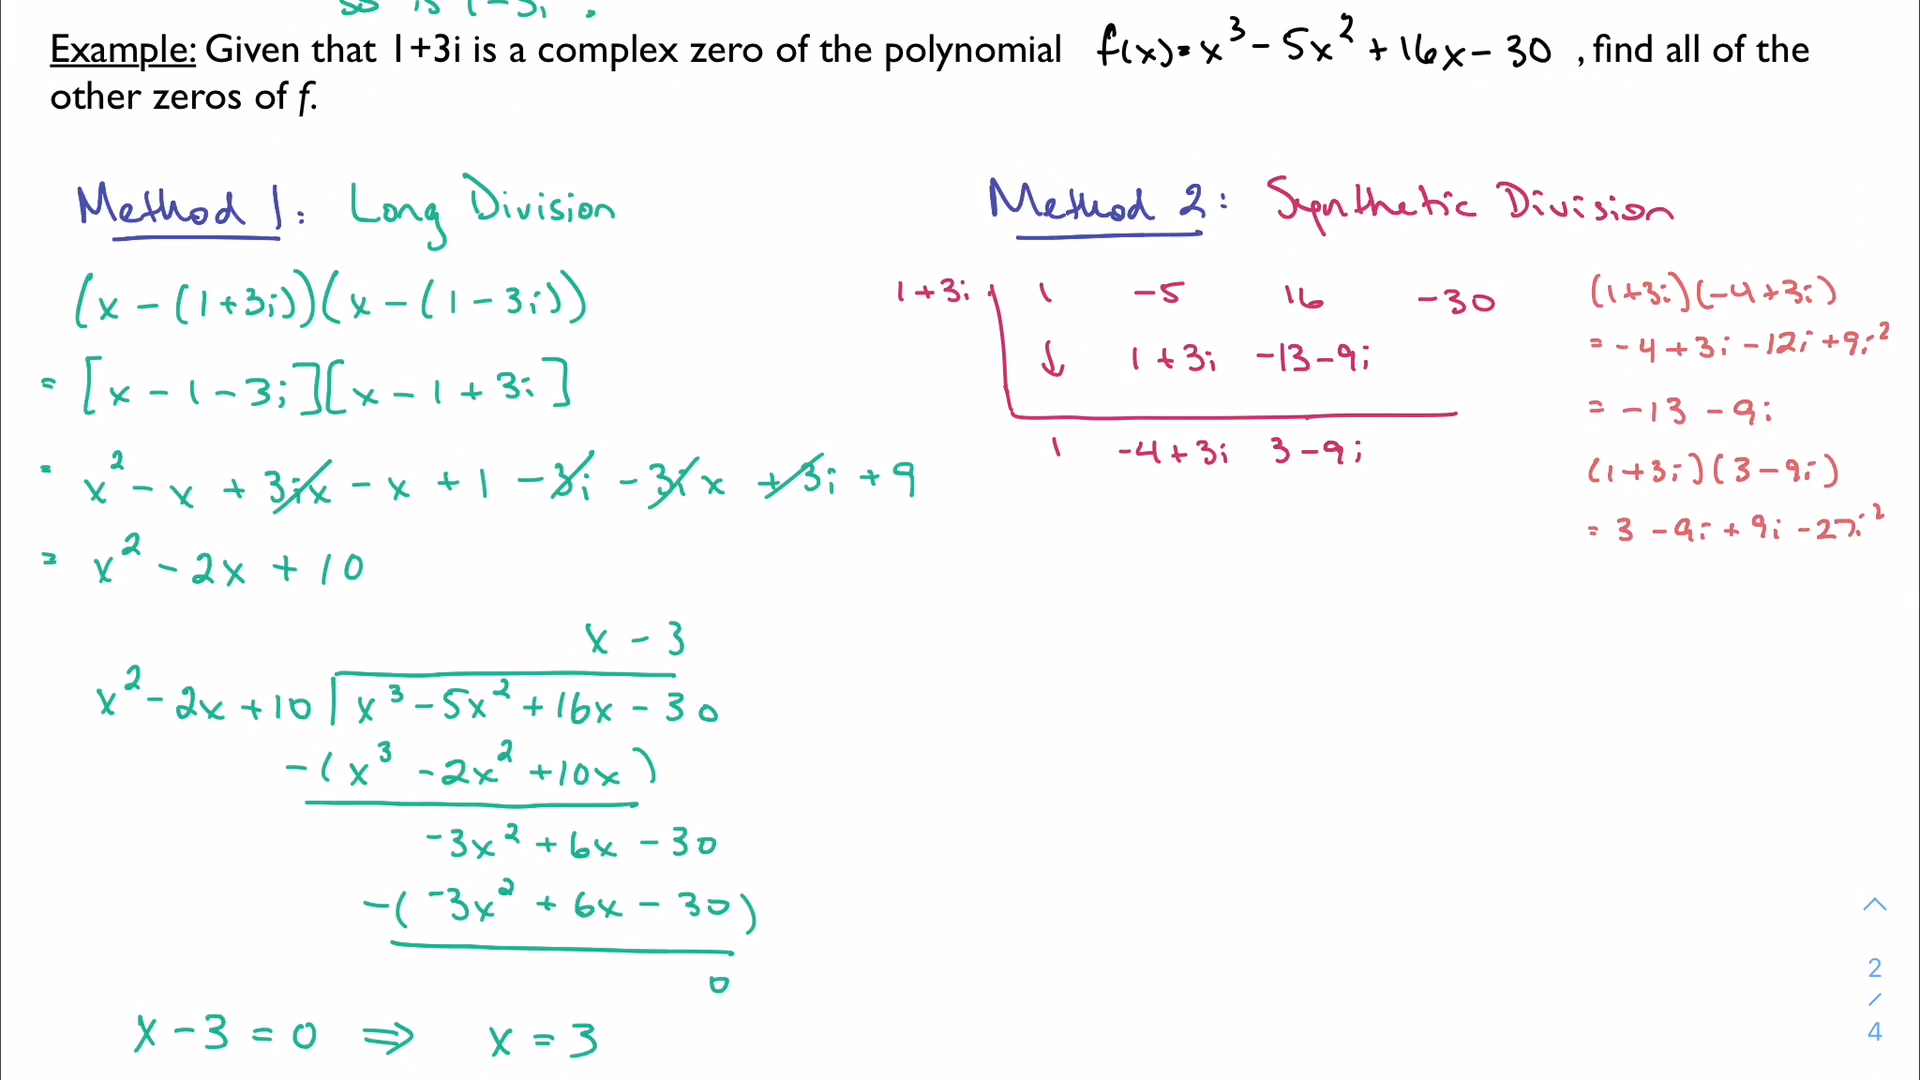 so is 1-3i.
Example: Given that 1+3i is a complex zero of the polynomial f(x)=x³-5x²+16x-30, find all of the
other zeros of f.
Method 1: Long Division
(x-(1+3i))(x-(1-3i))
= [x-1-3i][x-1+3i]
= x²-x+3ix-x+1-3i-3ix+3i+9
= x²-2x+10
x-3
x²-2x+10 | x³-5x²+16x-30
-(x³-2x²+10x)
-3x²+6x-30
-(-3x²+6x-30)
0
x-3=0 ⇒ x=3
Method 2: Synthetic Division
1+3i 1 -5 16 -30
↓ 1+3i -13-9i
1 -4+3i 3-9i
(1+3i)(-4+3i)
= -4+3i-12i+9i²
= -13-9i
(1+3i)(3-9i)
= 3-9i+9i-27i²
2
/
4